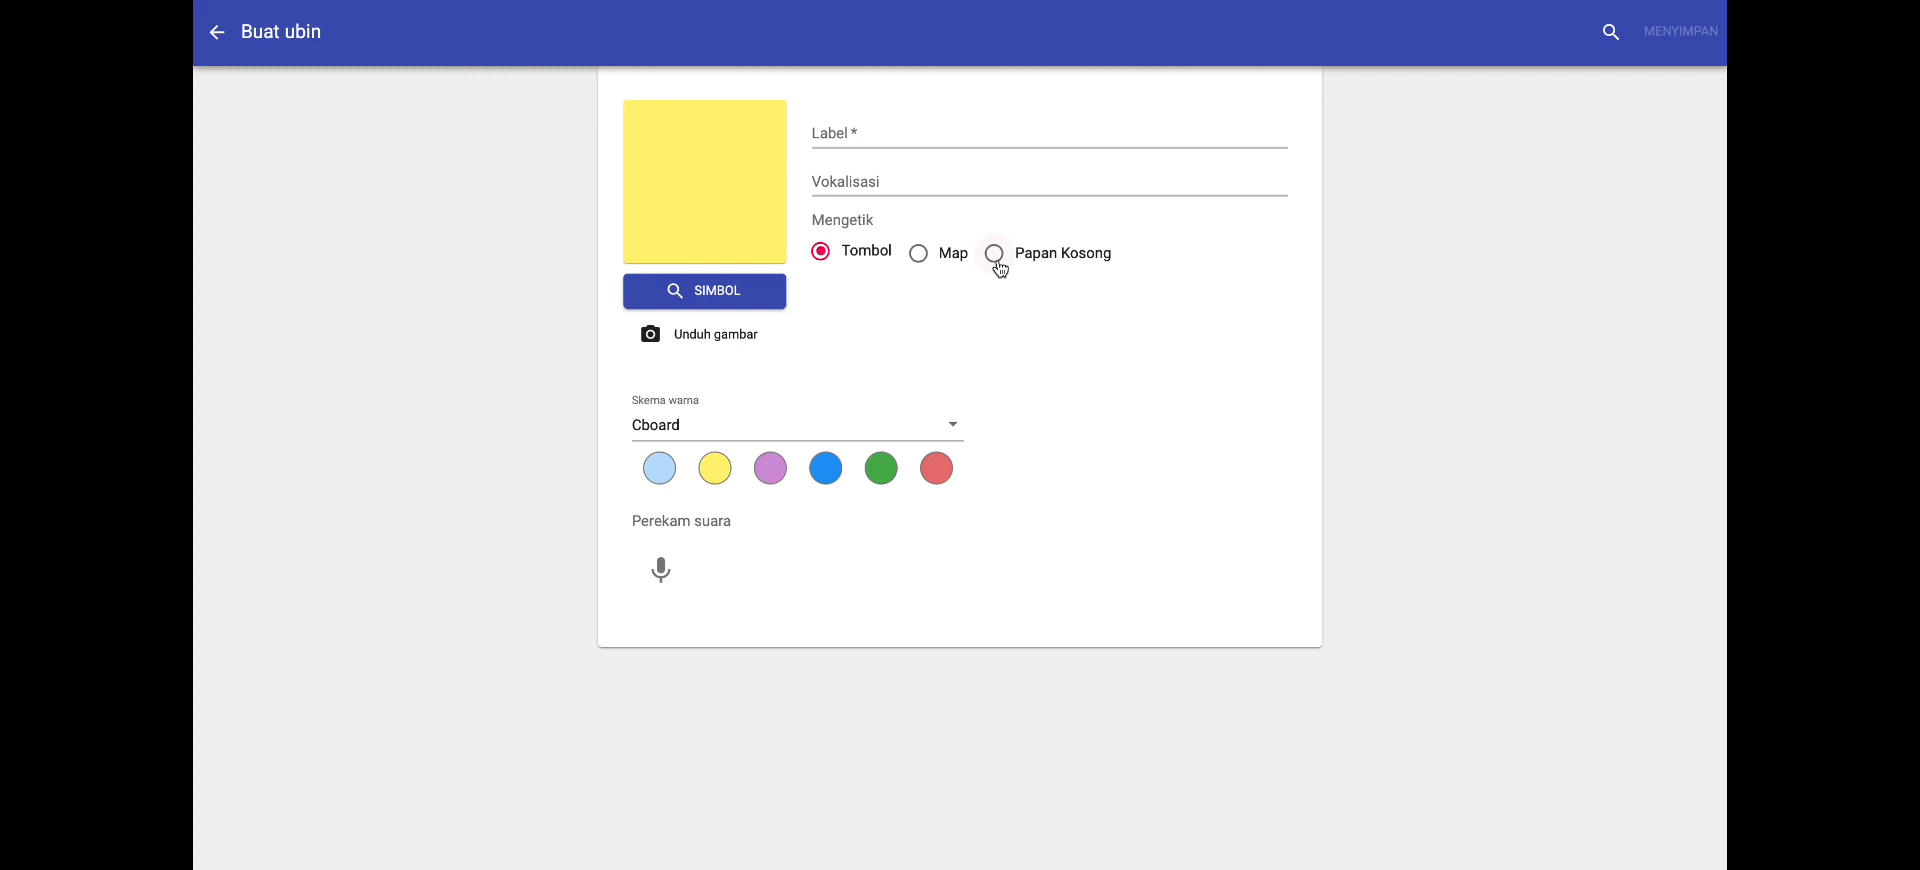 Buat ubin
MENYIMPAN
Label *
Vokalisasi
Mengetik
Tombol Map Papan Kosong
SIMBOL
Unduh gambar
Skema warna
Cboard
Perekam suara